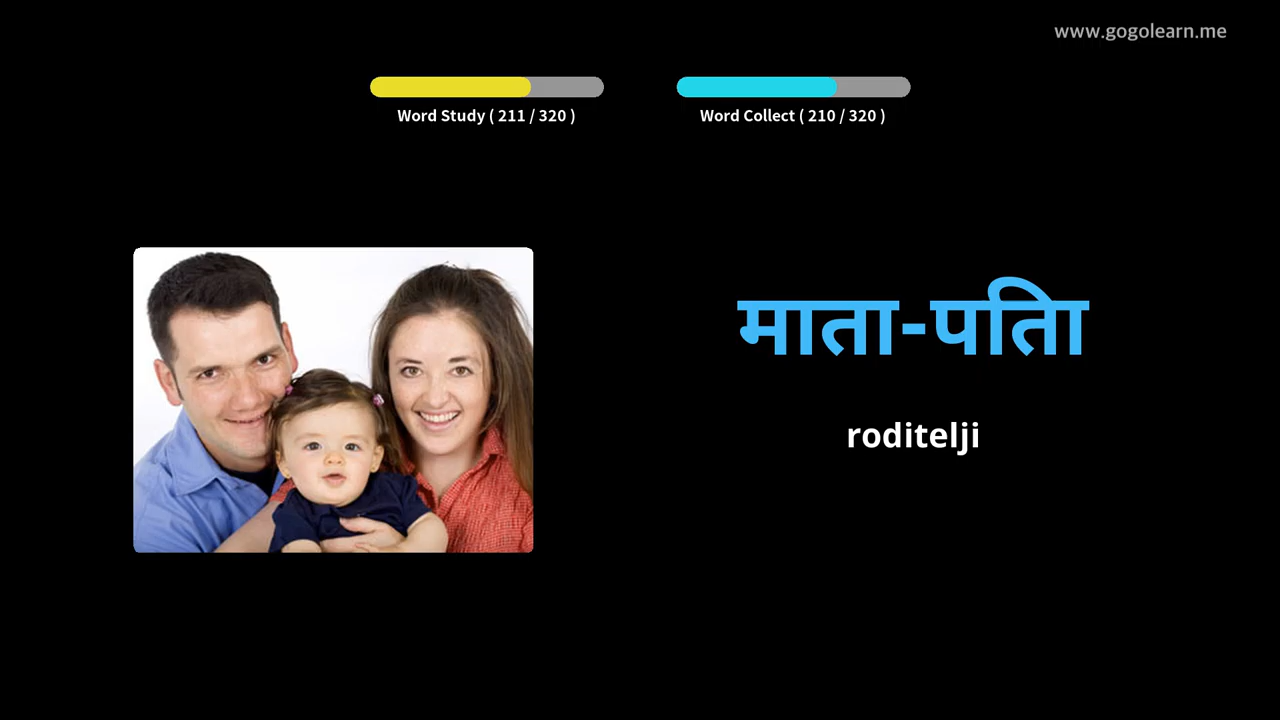 www.gogolearn.me
Word Study ( 211 / 320 )
Word Collect ( 210 / 320 )
माता-पिता
roditelji